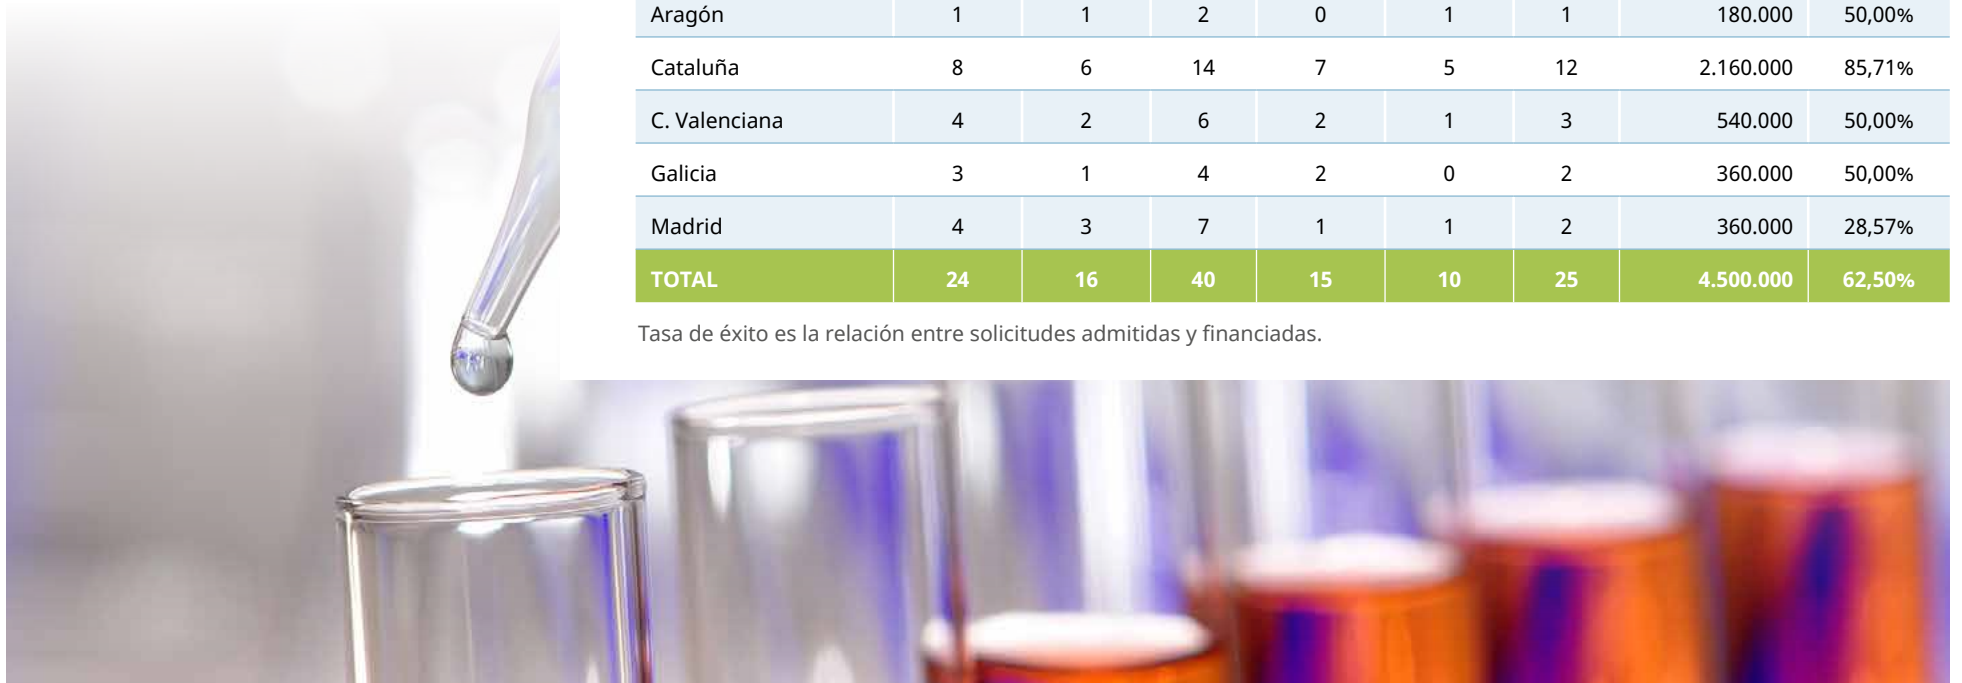 Aragón 1 1 2 0 1 1 180.000 50,00%
Cataluña 8 6 14 7 5 12 2.160.000 85,71%
C. Valenciana 4 2 6 2 1 3 540.000 50,00%
Galicia 3 1 4 2 0 2 360.000 50,00%
Madrid 4 3 7 1 1 2 360.000 28,57%
TOTAL 24 16 40 15 10 25 4.500.000 62,50%
Tasa de éxito es la relación entre solicitudes admitidas y financiadas.